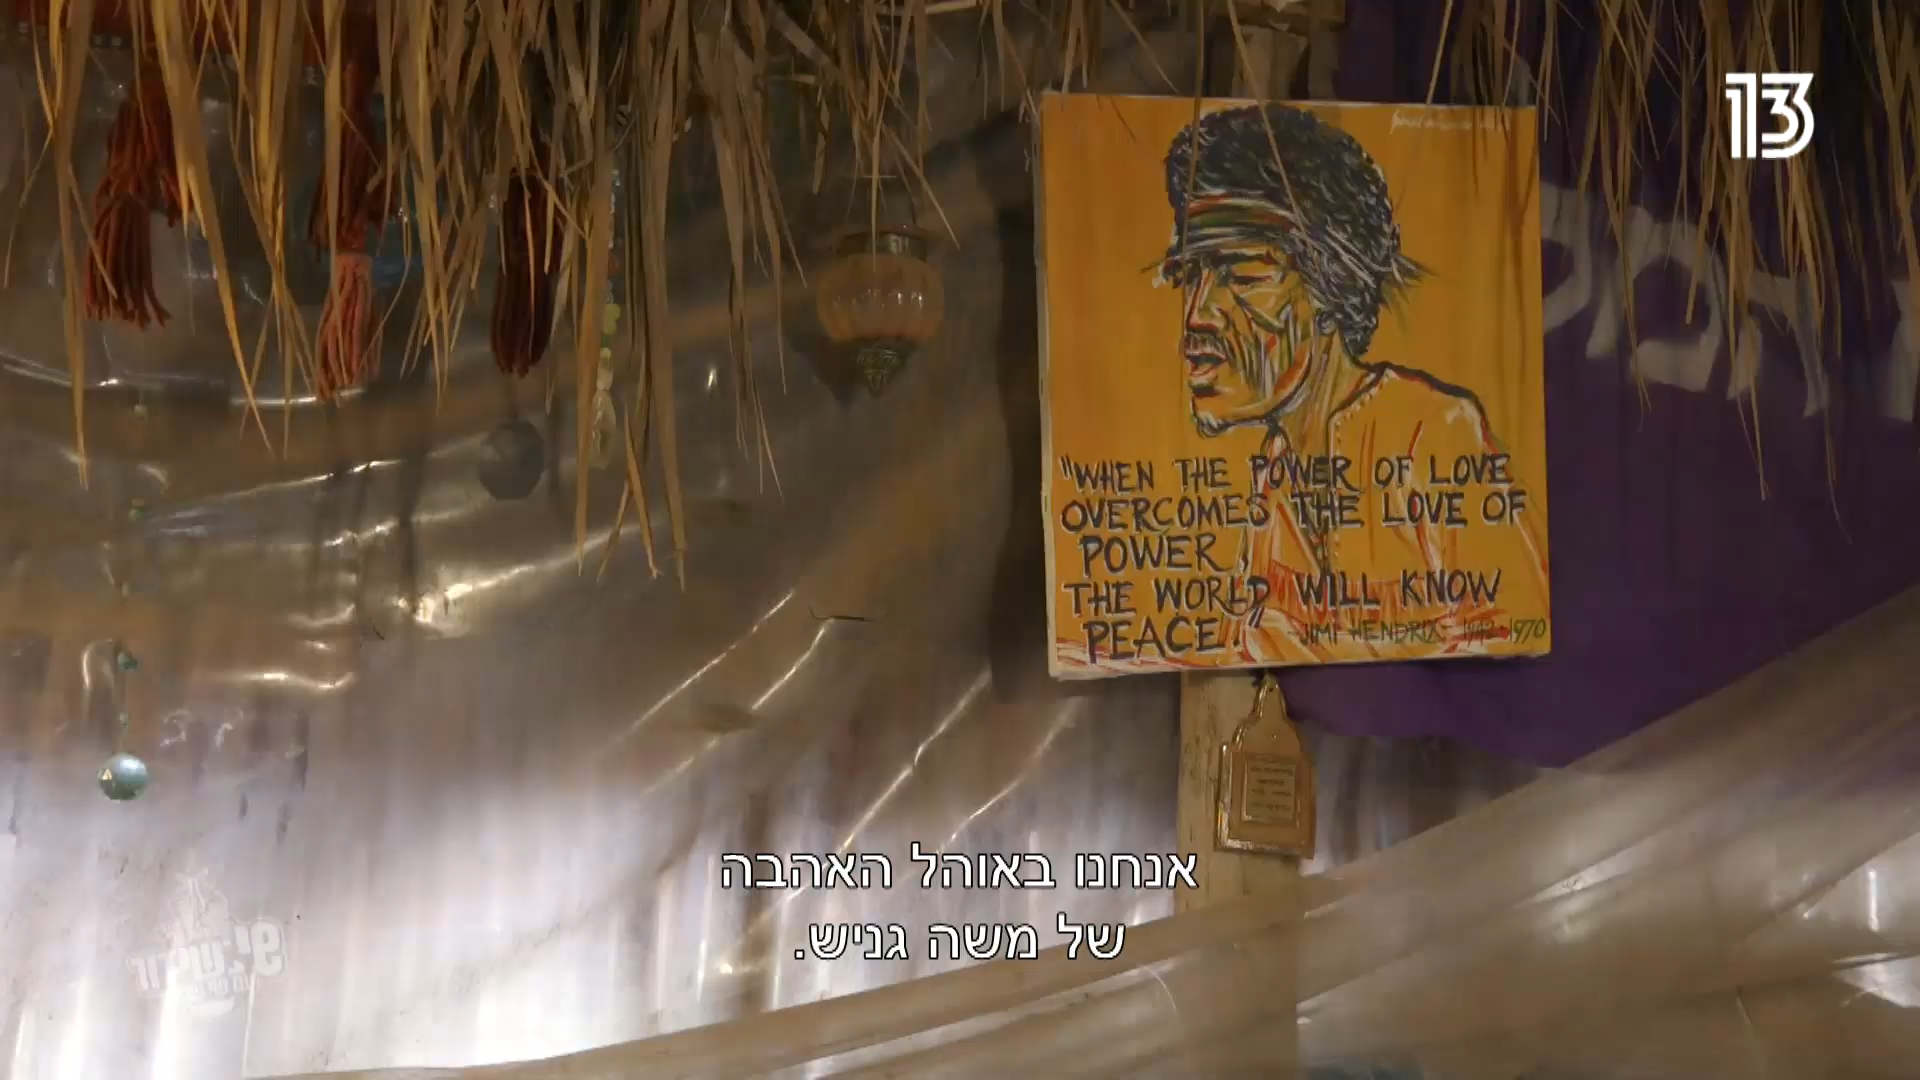 13
"WHEN THE POWER OF LOVE
OVERCOMES THE LOVE OF
POWER,
THE WORLD WILL KNOW
PEACE."
JIMI HENDRIX 1942-1970
אנחנו באוהל האהבה
של משה גניש.